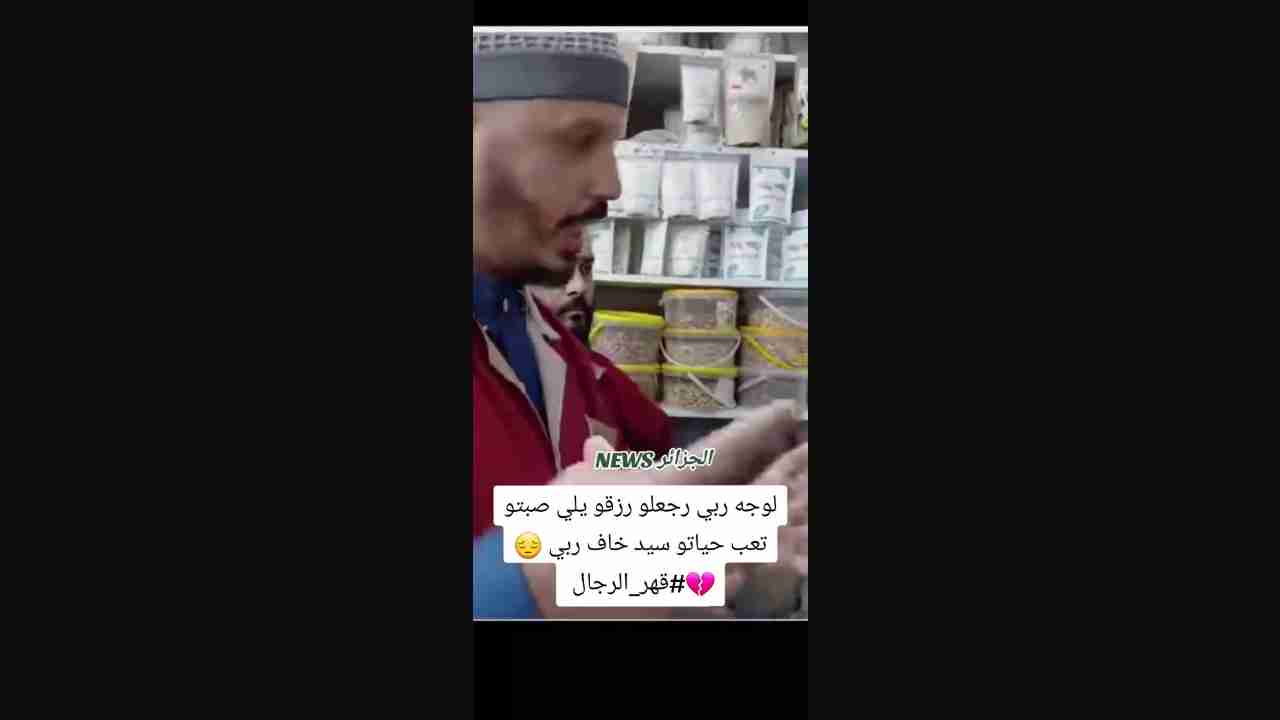 الجزائر NEWS
لوجه ربي رجعلو رزقو يلي صبتو
تعب حياتو سيد خاف ربي 😔
💔#قهر_الرجال